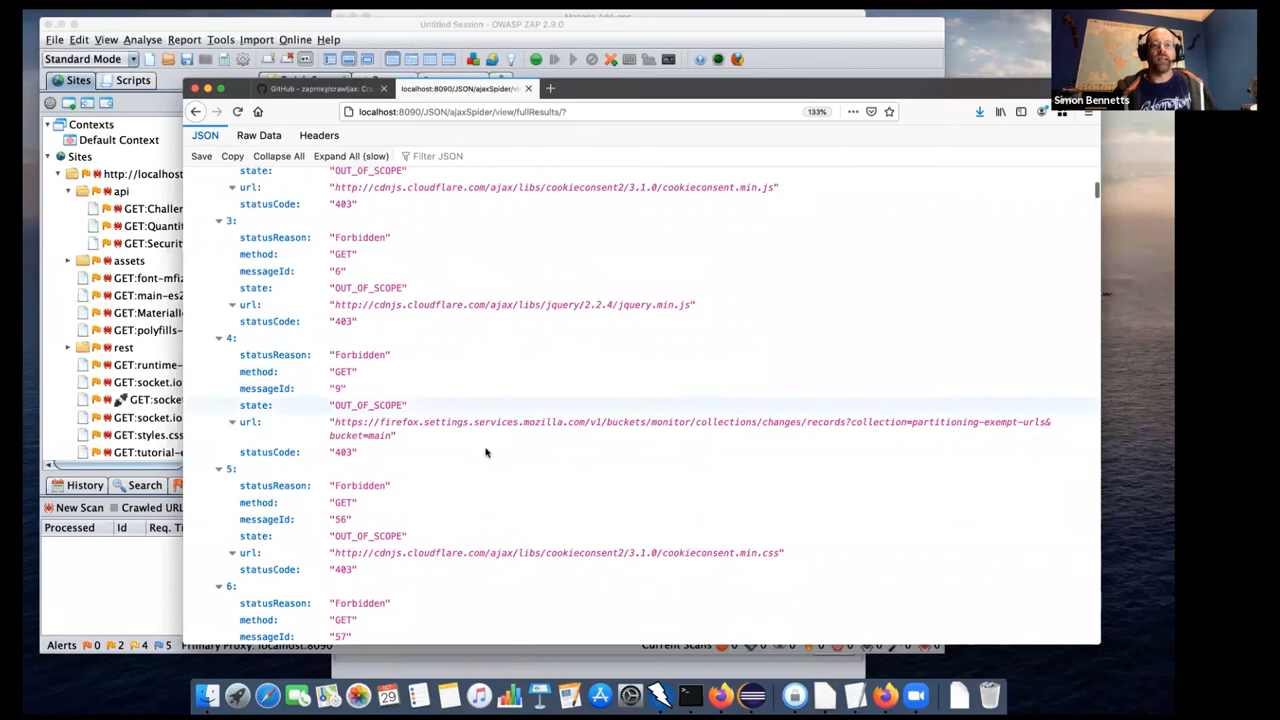 Untitled Session - OWASP ZAP 2.9.0
File Edit View Analyse Report Tools Import Online Help
Standard Mode
Sites Scripts
GitHub - zaproxy/crawljax: Cra
localhost:8090/JSON/ajaxSpider/vi
Simon Bennetts
localhost:8090/JSON/ajaxSpider/view/fullResults/?
133%
JSON Raw Data Headers
Save Copy Collapse All Expand All (slow) Filter JSON
Contexts
Default Context
Sites
http://localhost
api
GET:Challer
GET:Quantit
GET:Securit
assets
GET:font-mfiz
GET:main-es2
GET:Materialic
GET:polyfills-
rest
GET:runtime-
GET:socket.io
GET:socke
GET:socket.io
GET:styles.css
GET:tutorial-e
state: "OUT_OF_SCOPE"
url: "http://cdnjs.cloudflare.com/ajax/libs/cookieconsent2/3.1.0/cookieconsent.min.js"
statusCode: "403"
3:
statusReason: "Forbidden"
method: "GET"
messageId: "6"
state: "OUT_OF_SCOPE"
url: "http://cdnjs.cloudflare.com/ajax/libs/jquery/2.2.4/jquery.min.js"
statusCode: "403"
4:
statusReason: "Forbidden"
method: "GET"
messageId: "9"
state: "OUT_OF_SCOPE"
url: "https://firefox.settings.services.mozilla.com/v1/buckets/monitor/collections/changes/records?collection=partitioning-exempt-urls&
bucket=main"
statusCode: "403"
5:
statusReason: "Forbidden"
method: "GET"
messageId: "56"
state: "OUT_OF_SCOPE"
url: "http://cdnjs.cloudflare.com/ajax/libs/cookieconsent2/3.1.0/cookieconsent.min.css"
statusCode: "403"
6:
statusReason: "Forbidden"
method: "GET"
messageId: "57"
History Search
New Scan Crawled URL
Processed Id Req. Ti
Alerts 0 2 4 5 Primary Proxy: localhost:8090
Current Scans
OCT
29